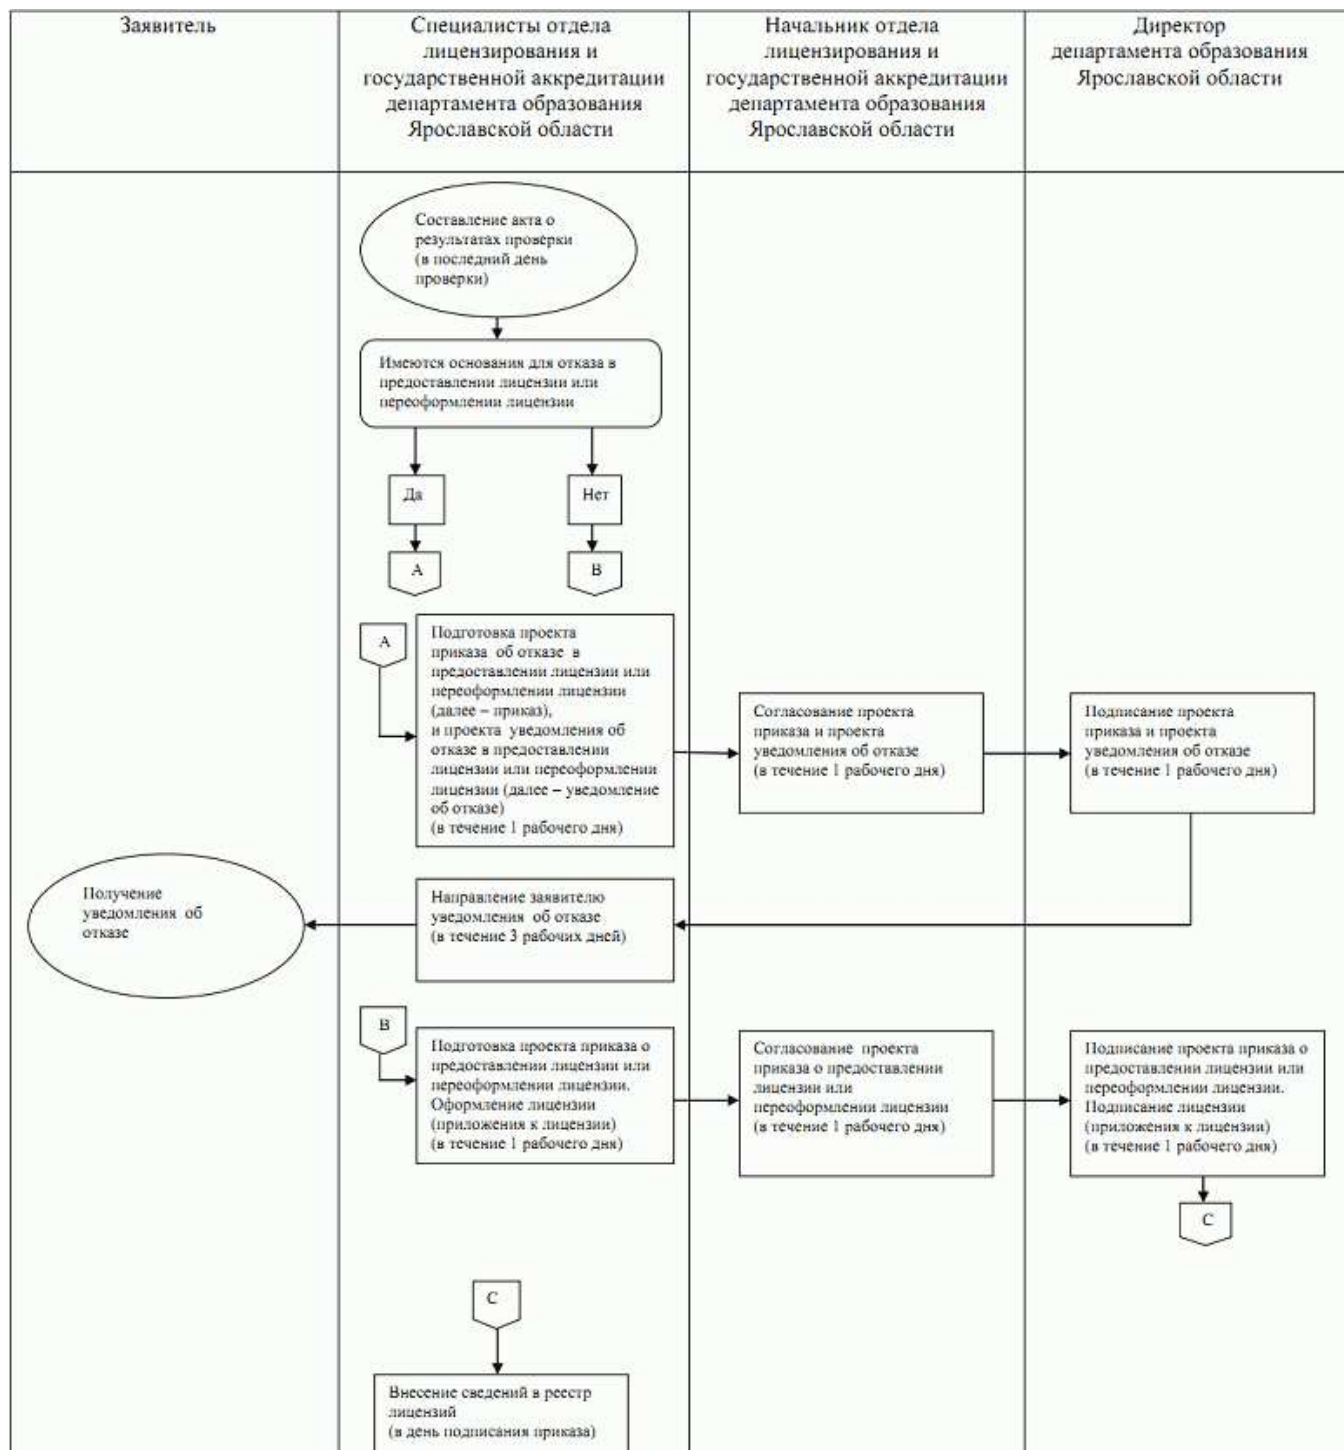 Заявитель
Специалисты отдела
лицензирования и
государственной аккредитации
департамента образования
Ярославской области
Начальник отдела
лицензирования и
государственной аккредитации
департамента образования
Ярославской области
Директор
департамента образования
Ярославской области
Составление акта о
результатах проверки
(в последний день
проверки)
Имеются основания для отказа в
предоставлении лицензии или
переоформлении лицензии
Да
Нет
А
В
А
Подготовка проекта
приказа об отказе в
предоставлении лицензии или
переоформлении лицензии
(далее – приказ),
и проекта уведомления об
отказе в предоставлении
лицензии или переоформлении
лицензии (далее – уведомление
об отказе)
(в течение 1 рабочего дня)
Согласование проекта
приказа и проекта
уведомления об отказе
(в течение 1 рабочего дня)
Подписание проекта
приказа и проекта
уведомления об отказе
(в течение 1 рабочего дня)
Получение
уведомления об
отказе
Направление заявителю
уведомления об отказе
(в течение 3 рабочих дней)
В
Подготовка проекта приказа о
предоставлении лицензии или
переоформлении лицензии.
Оформление лицензии
(приложения к лицензии)
(в течение 1 рабочего дня)
Согласование проекта
приказа о предоставлении
лицензии или
переоформлении лицензии
(в течение 1 рабочего дня)
Подписание проекта приказа о
предоставлении лицензии или
переоформлении лицензии.
Подписание лицензии
(приложения к лицензии)
(в течение 1 рабочего дня)
С
С
Внесение сведений в реестр
лицензий
(в день подписания приказа)